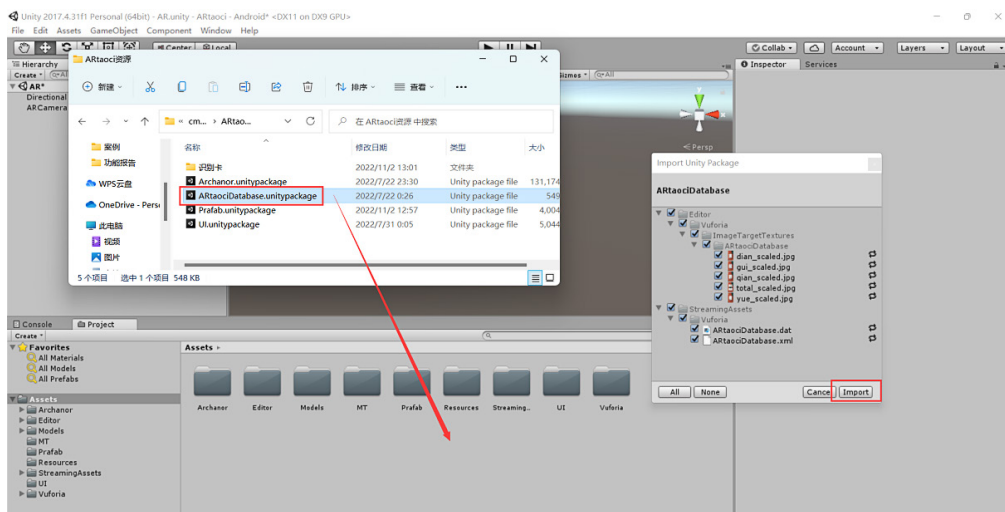 Unity 2017.4.31f1 Personal (64bit) - AR.unity - ARtaoci - Android* <DX11 on DX9 GPU>
File Edit Assets GameObject Component Window Help
Center Local
Collab Account Layers Layout
Hierarchy
Create All
AR*
Directional
ARCamera
Gizmos All
Persp
Inspector Services
ARtaoci资源
新建 排序 查看
cm... > ARtao...
在 ARtaoci资源 中搜索
案例
功能报告
WPS云盘
OneDrive - Pers
此电脑
视频
图片
名称 修改日期 类型 大小
识别卡 2022/11/2 13:01 文件夹
Archanor.unitypackage 2022/7/22 23:30 Unity package file 131,174
ARtaociDatabase.unitypackage 2022/7/22 0:26 Unity package file 549
Prafab.unitypackage 2022/11/2 12:57 Unity package file 4,004
UI.unitypackage 2022/7/31 0:05 Unity package file 5,044
5 个项目 选中 1 个项目 548 KB
Import Unity Package
ARtaociDatabase
Editor
Vuforia
ImageTargetTextures
ARtaociDatabase
dian_scaled.jpg
gui_scaled.jpg
qian_scaled.jpg
total_scaled.jpg
yue_scaled.jpg
StreamingAssets
Vuforia
ARtaociDatabase.dat
ARtaociDatabase.xml
All None Cance Import
Console Project
Create
Favorites
All Materials
All Models
All Prefabs
Assets
Archanor
Editor
Models
MT
Prafab
Resources
StreamingAssets
UI
Vuforia
Assets
Archanor Editor Models MT Prafab Resources Streaming... UI Vuforia